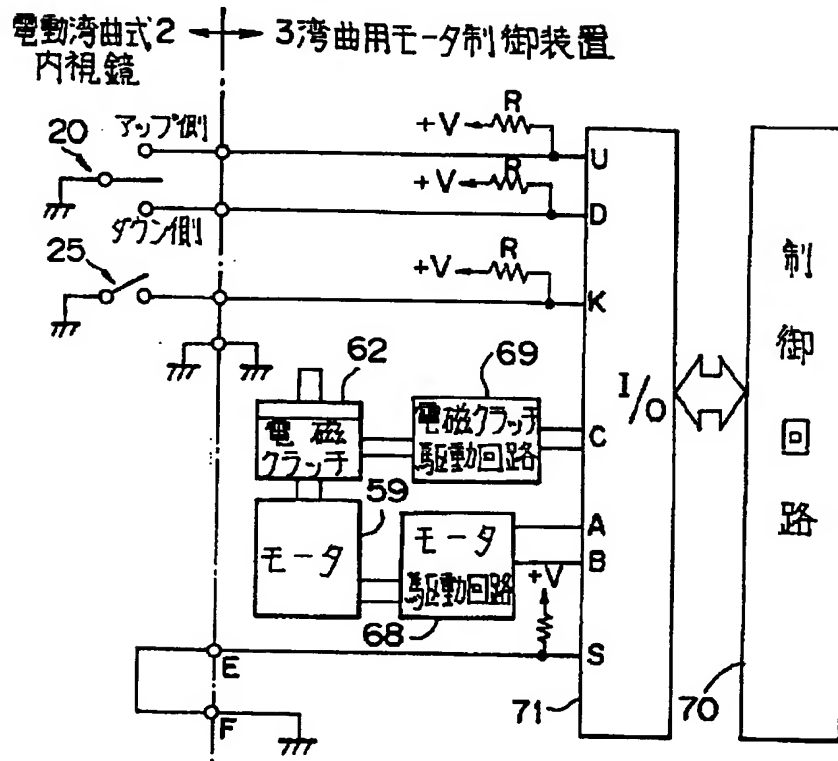 電動湾曲式2
内視鏡
3湾曲用モータ制御装置
20
アップ側
+V
R
U
+V
R
D
ダウン側
25
+V
R
K
62
69
電磁
クラッチ
電磁クラッチ
駆動回路
C
I/O
制御回路
59
モータ
モータ
駆動回路
A
B
+V
68
E
S
F
71
70